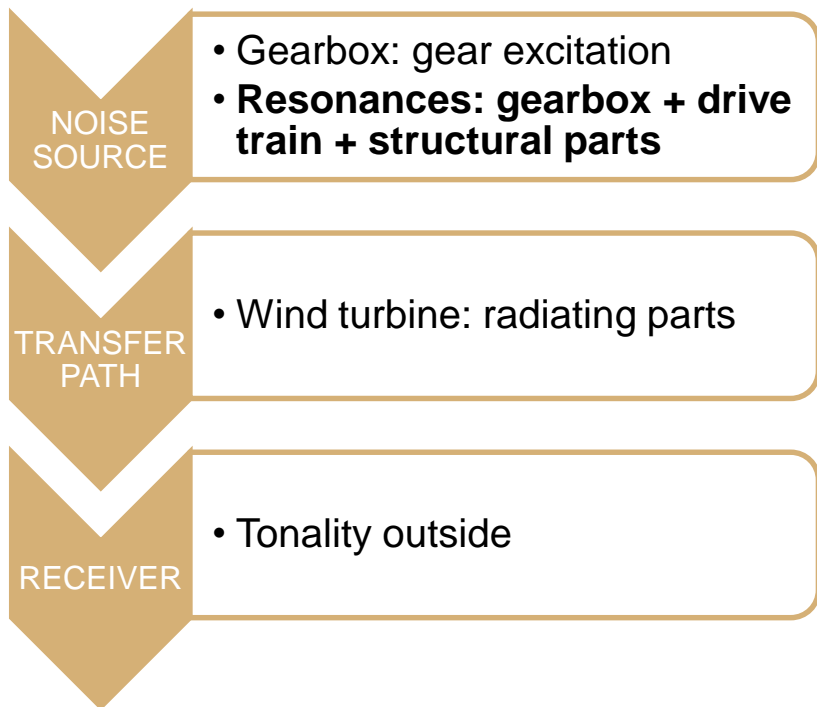 NOISE
SOURCE
• Gearbox: gear excitation
• Resonances: gearbox + drive
train + structural parts
TRANSFER
PATH
• Wind turbine: radiating parts
RECEIVER
• Tonality outside